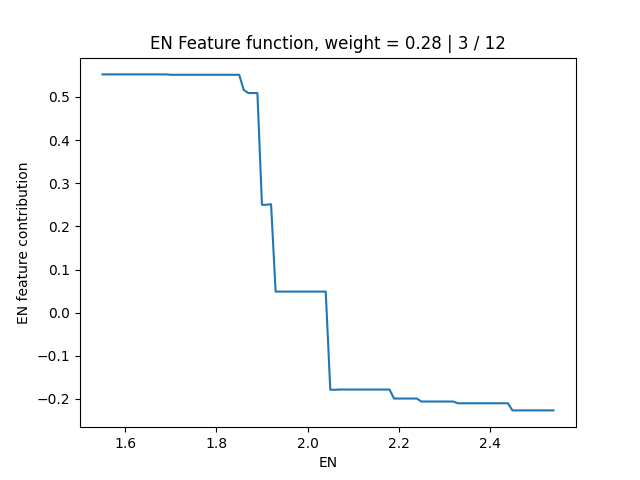 EN Feature function, weight = 0.28 | 3 / 12
EN feature contribution
0.5
0.4
0.3
0.2
0.1
0.0
−0.1
−0.2
1.6 1.8 2.0 2.2 2.4
EN